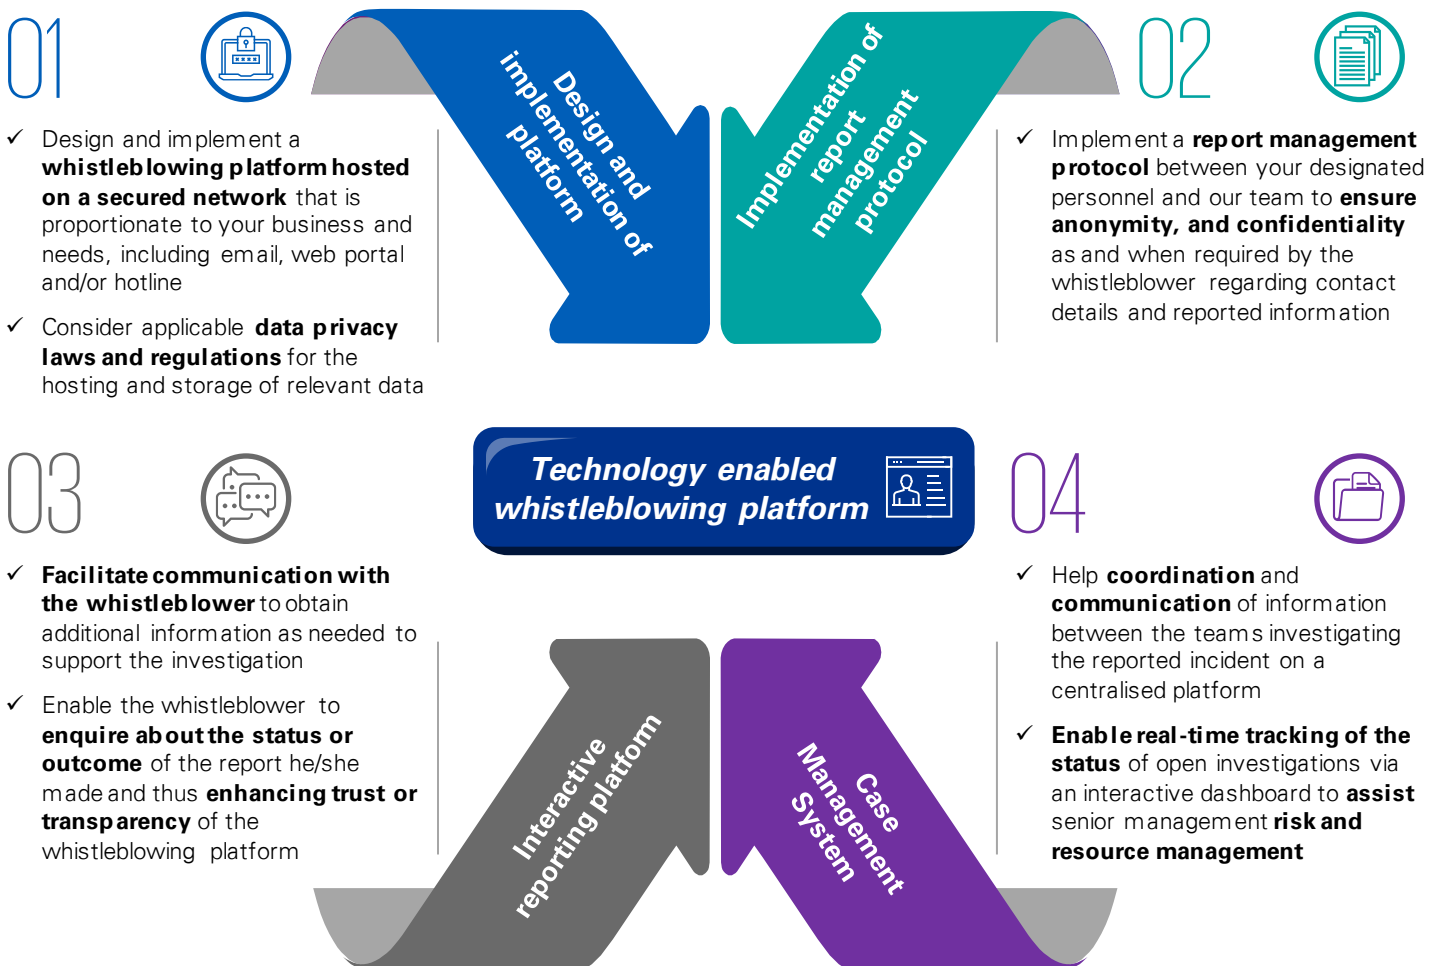 01
Design and
implementation of
platform
✓ Design and implement a
whistleblowing platform hosted
on a secured network that is
proportionate to your business and
needs, including email, web portal
and/or hotline
✓ Consider applicable data privacy
laws and regulations for the
hosting and storage of relevant data
02
Implementation of
report
management
protocol
✓ Implement a report management
protocol between your designated
personnel and our team to ensure
anonymity, and confidentiality
as and when required by the
whistleblower regarding contact
details and reported information
Technology enabled
whistleblowing platform
03
✓ Facilitate communication with
the whistleblower to obtain
additional information as needed to
support the investigation
✓ Enable the whistleblower to
enquire about the status or
outcome of the report he/she
made and thus enhancing trust or
transparency of the
whistleblowing platform
Interactive
reporting platform
04
✓ Help coordination and
communication of information
between the teams investigating
the reported incident on a
centralised platform
✓ Enable real-time tracking of the
status of open investigations via
an interactive dashboard to assist
senior management risk and
resource management
Case
Management
System